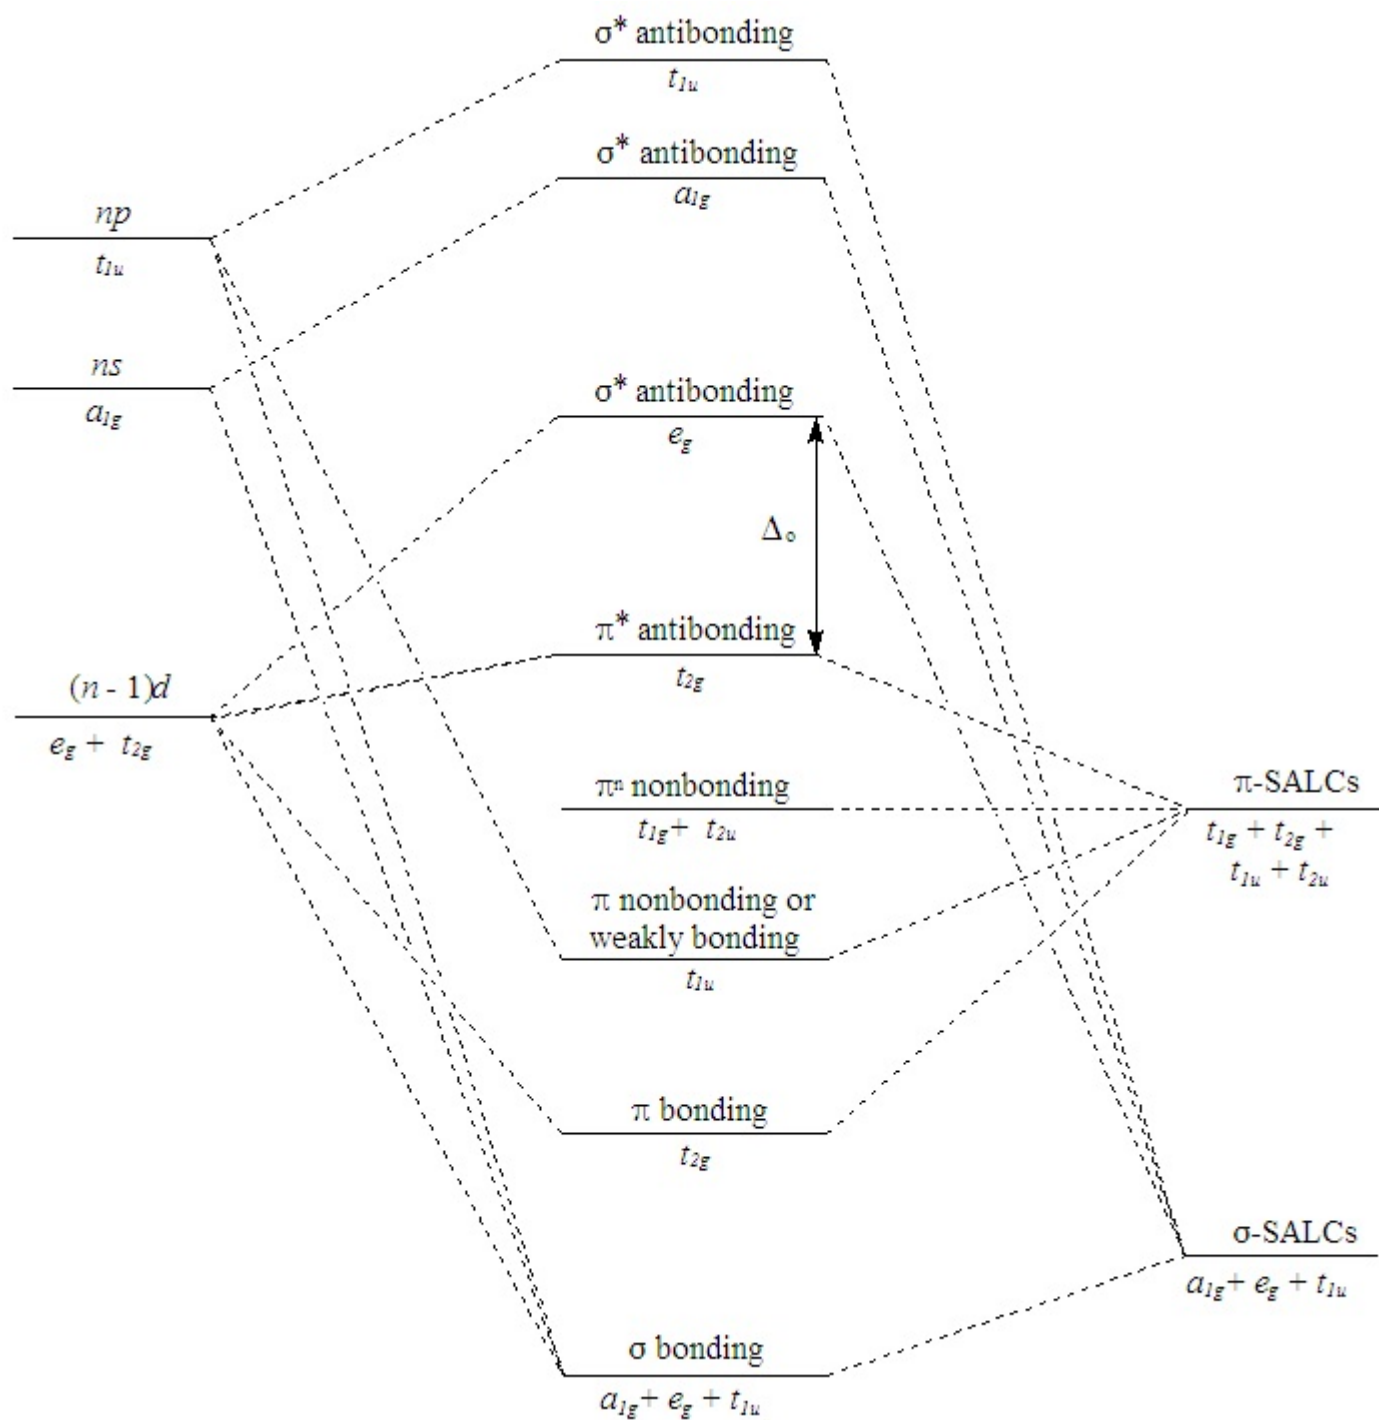 σ* antibonding
t1u
σ* antibonding
a1g
np
t1u
ns
a1g
σ* antibonding
eg
Δo
π* antibonding
t2g
(n - 1)d
eg + t2g
πn nonbonding
t1g+ t2u
π-SALCs
t1g + t2g +
t1u + t2u
π nonbonding or
weakly bonding
t1u
π bonding
t2g
σ-SALCs
a1g+ eg + t1u
σ bonding
a1g+ eg + t1u